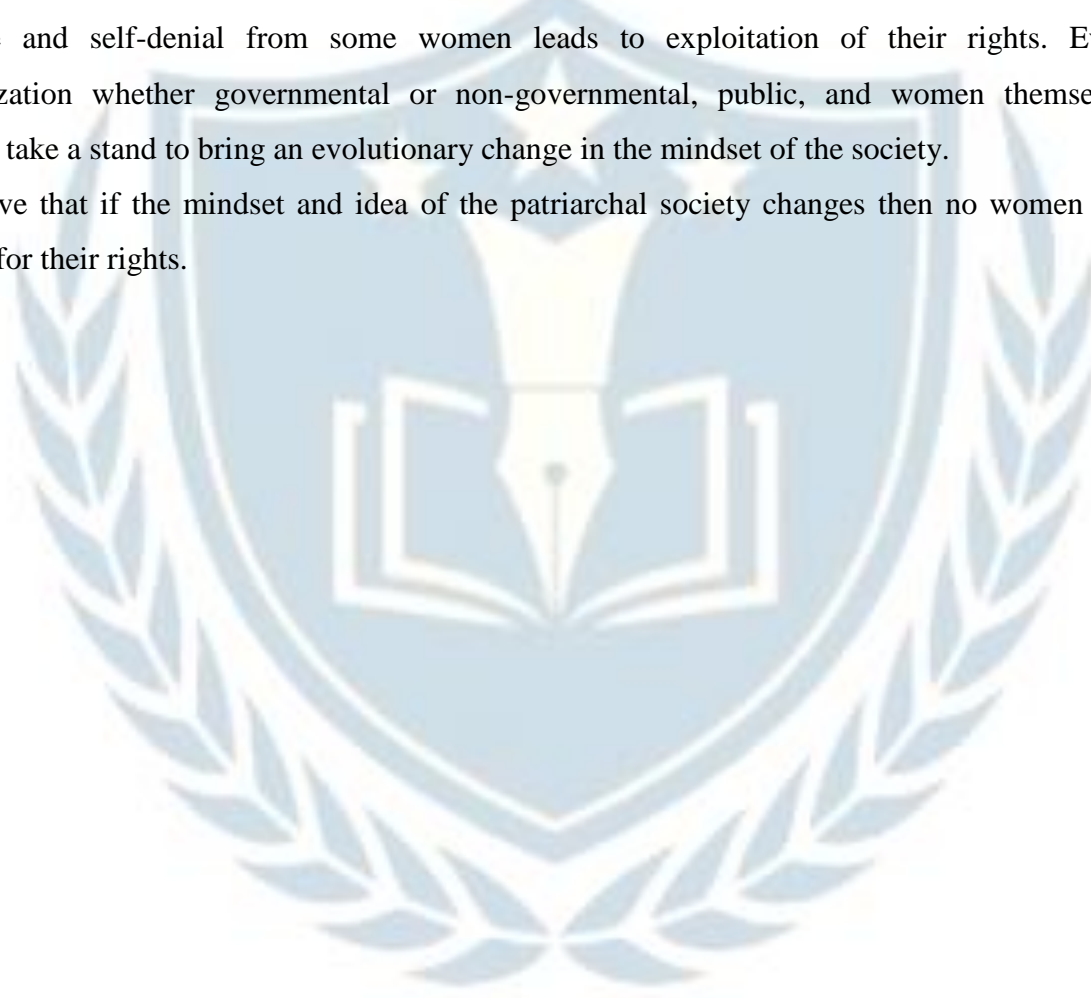 and self-denial from some women leads to exploitation of their rights.
whether governmental or non-governmental, public, and women
take a stand to bring an evolutionary change in the mindset of the society.
that if the mindset and idea of the patriarchal society changes then no women
for their rights.